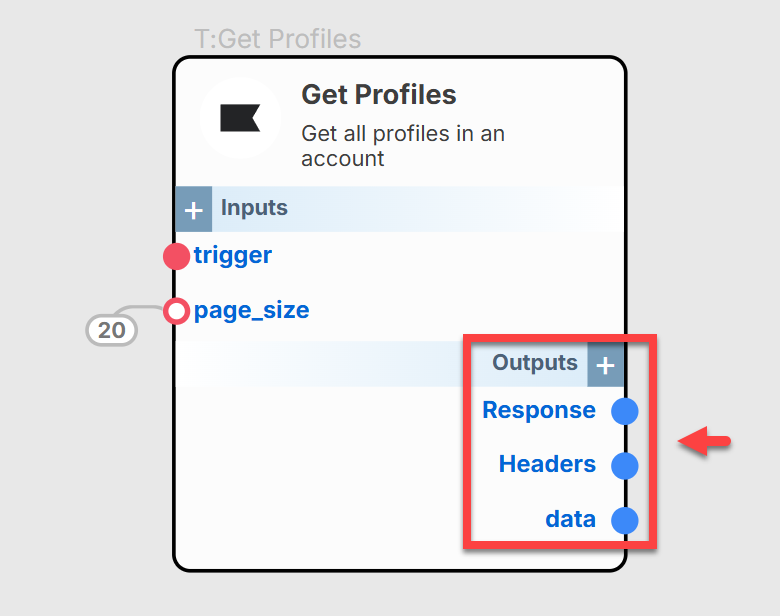 T:Get Profiles
Get Profiles
Get all profiles in an
account
+ Inputs
trigger
page_size
20
Outputs +
Response
Headers
data